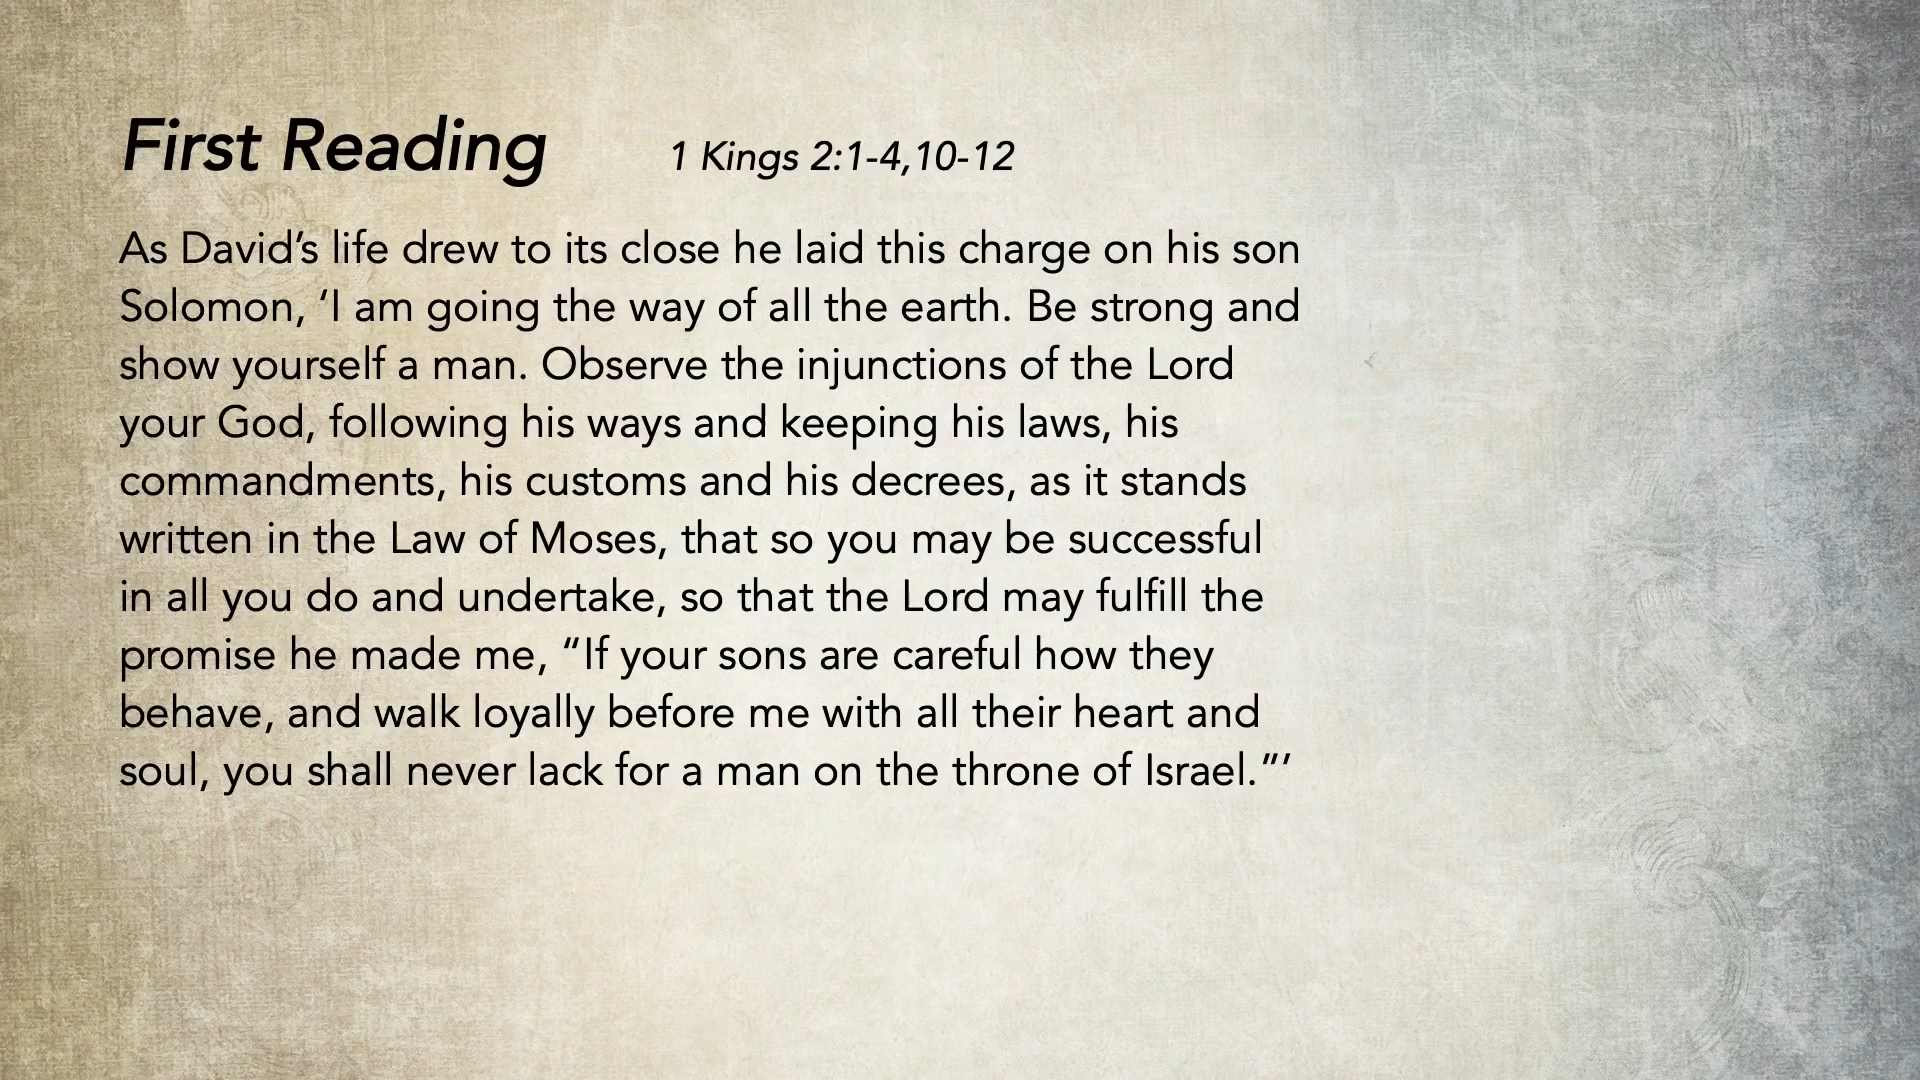 First Reading 1 Kings 2:1-4,10-12
As David’s life drew to its close he laid this charge on his son
Solomon, ‘I am going the way of all the earth. Be strong and
show yourself a man. Observe the injunctions of the Lord
your God, following his ways and keeping his laws, his
commandments, his customs and his decrees, as it stands
written in the Law of Moses, that so you may be successful
in all you do and undertake, so that the Lord may fulfill the
promise he made me, “If your sons are careful how they
behave, and walk loyally before me with all their heart and
soul, you shall never lack for a man on the throne of Israel.”’